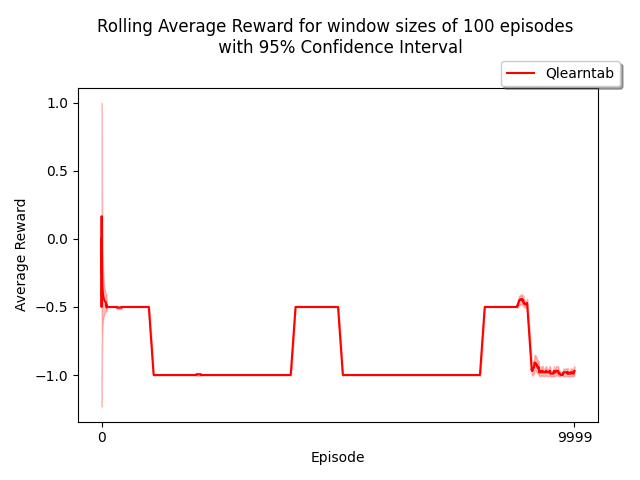 Rolling Average Reward for window sizes of 100 episodes
with 95% Confidence Interval
Qlearntab
1.0
0.5
0.0
−0.5
−1.0
Average Reward
0
9999
Episode